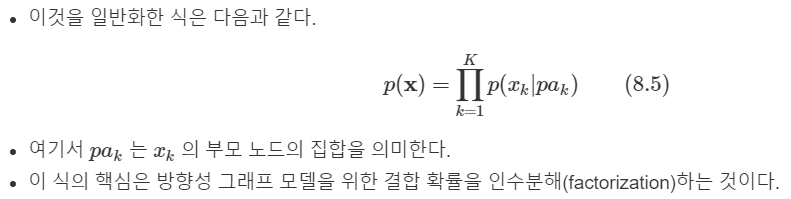 • 이것을 일반화한 식은 다음과 같다.
p(x) = ∏_{k=1}^{K} p(x_k|pa_k) (8.5)
• 여기서 pa_k 는 x_k 의 부모 노드의 집합을 의미한다.
• 이 식의 핵심은 방향성 그래프 모델을 위한 결합 확률을 인수분해(factorization)하는 것이다.